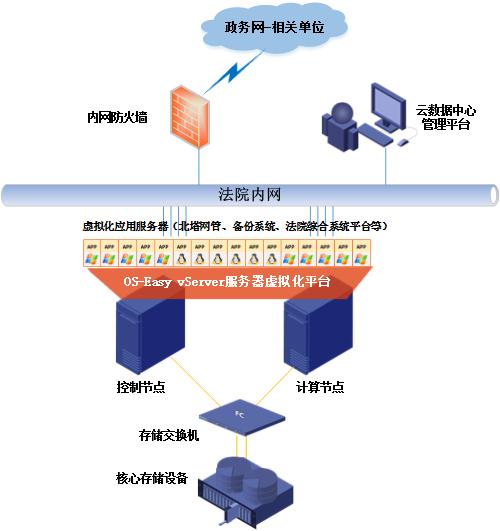 政务网-相关单位
内网防火墙
云数据中心
管理平台
法院内网
虚拟化应用服务器（北塔网管、备份系统、法院综合系统平台等）
APP APP APP APP APP APP APP APP APP APP APP APP APP APP APP APP
OS-Easy vServer服务器虚拟化平台
控制节点
计算节点
YC
存储交换机
核心存储设备